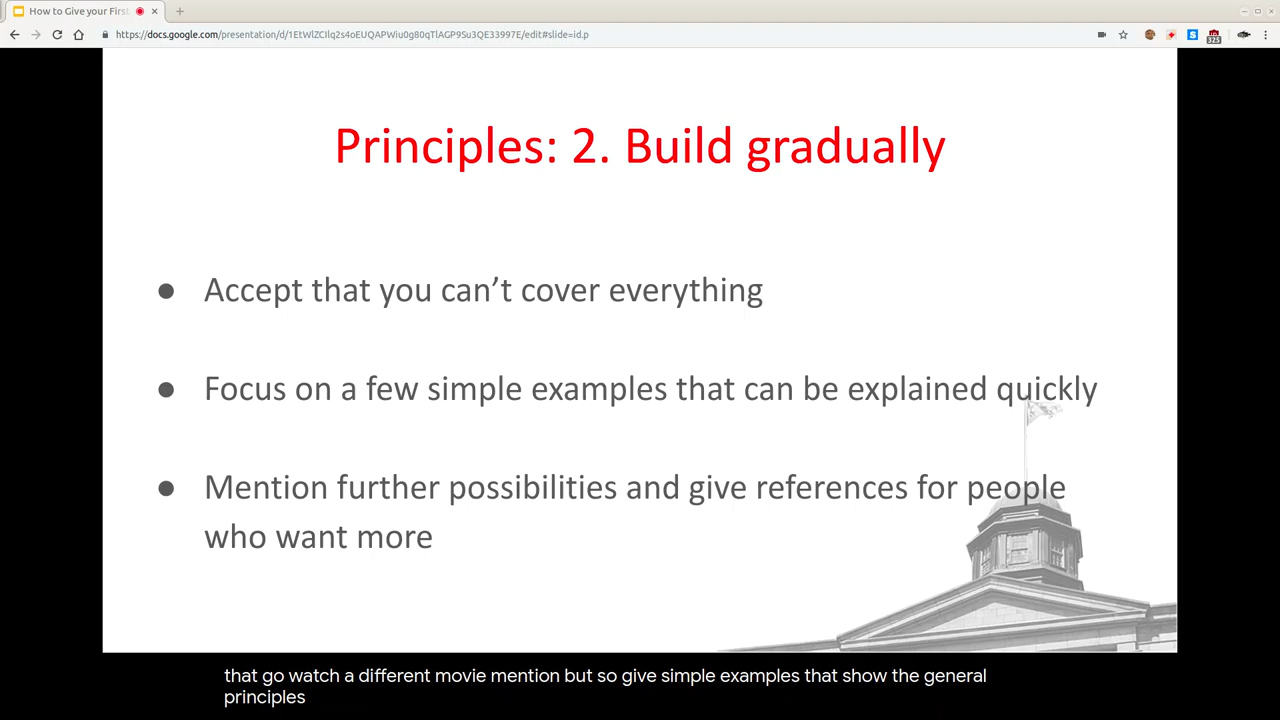 How to Give your First
https://docs.google.com/presentation/d/1EtWlZCIlq2s4oEUQAPWiu0g80qTlAGP9Su3QE33997E/edit#slide=id.p
325
Principles: 2. Build gradually
● Accept that you can’t cover everything
● Focus on a few simple examples that can be explained quickly
● Mention further possibilities and give references for people
who want more
that go watch a different movie mention but so give simple examples that show the general
principles